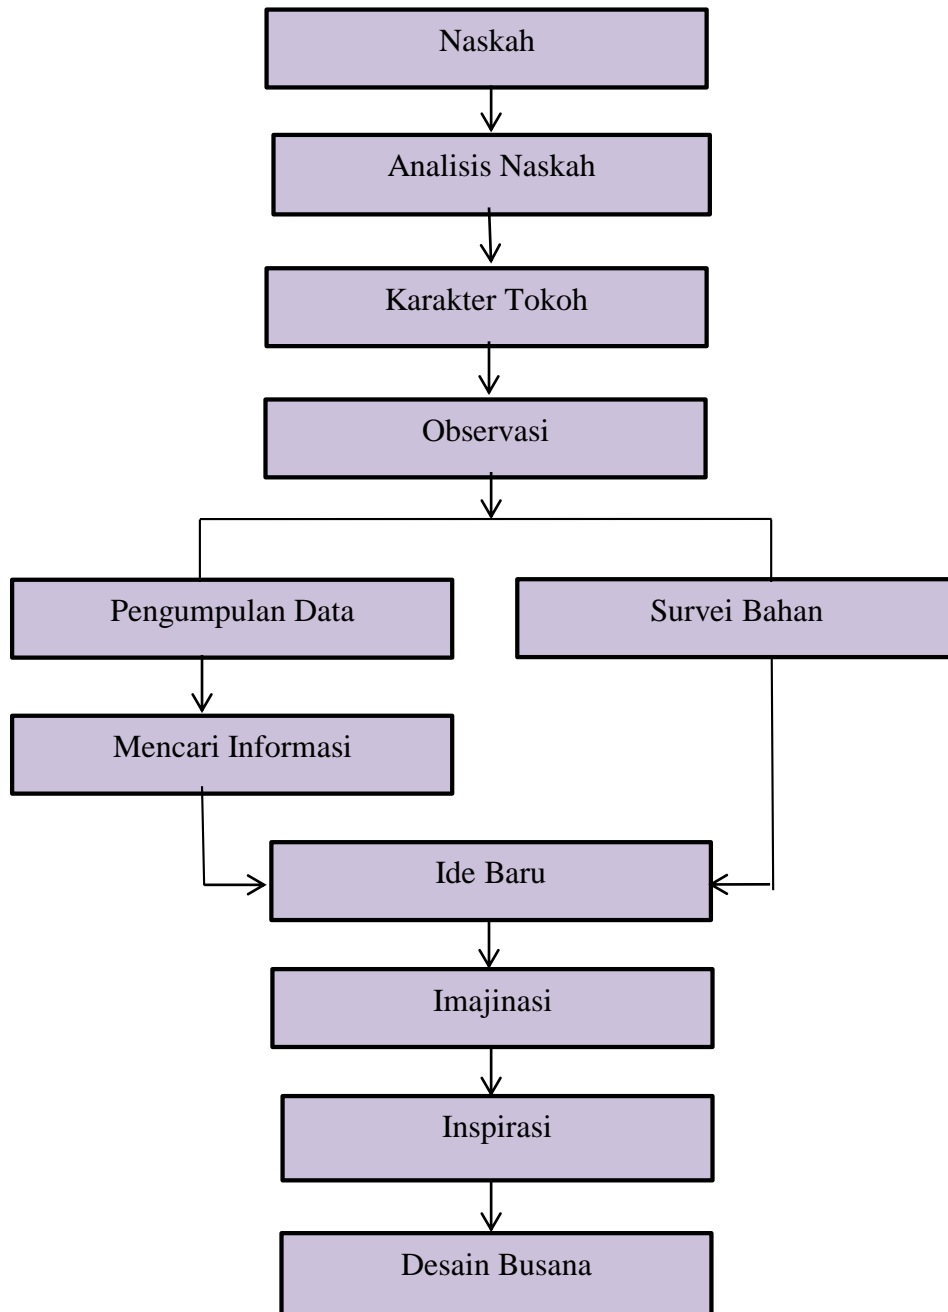 Naskah
Analisis Naskah
Karakter Tokoh
Observasi
Pengumpulan Data
Survei Bahan
Mencari Informasi
Ide Baru
Imajinasi
Inspirasi
Desain Busana